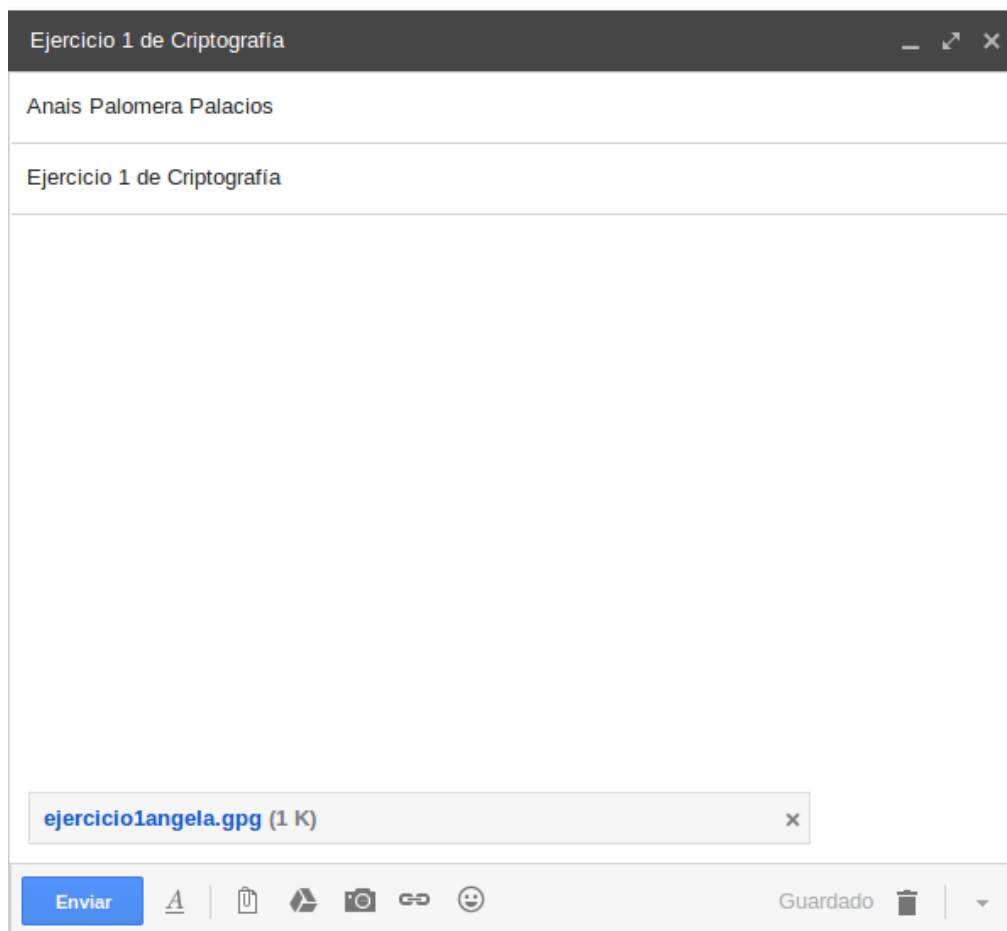 Ejercicio 1 de Criptografía
Anais Palomera Palacios
Ejercicio 1 de Criptografía
ejercicio1angela.gpg (1 K)
Enviar A Guardado